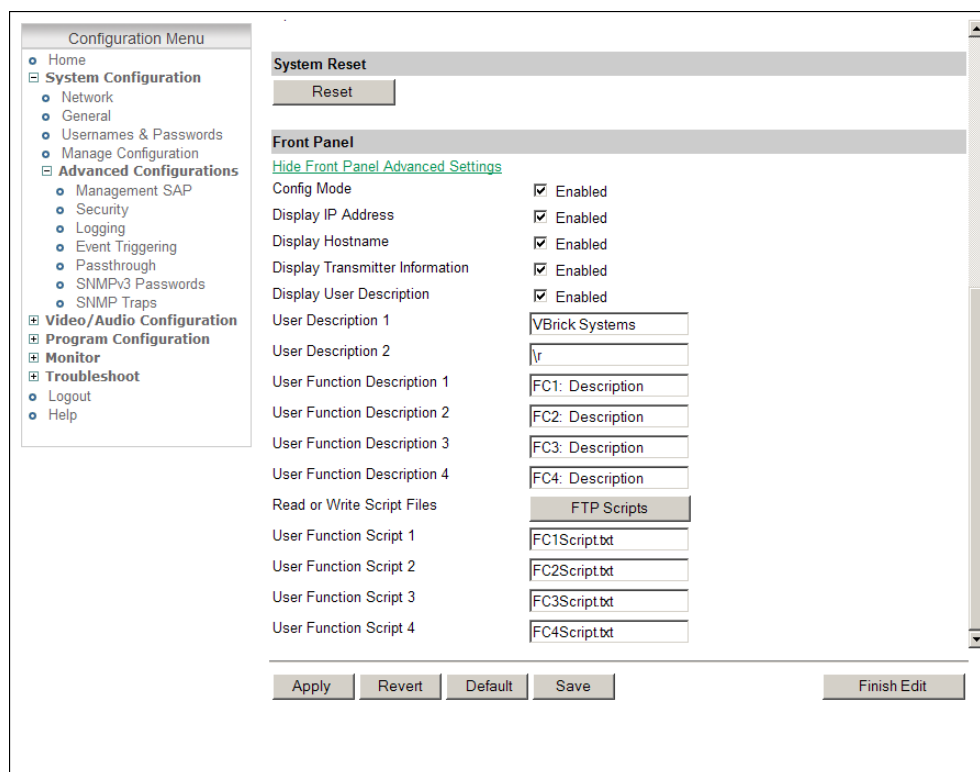 Configuration Menu
Home
System Configuration
Network
General
Usernames & Passwords
Manage Configuration
Advanced Configurations
Management SAP
Security
Logging
Event Triggering
Passthrough
SNMPv3 Passwords
SNMP Traps
Video/Audio Configuration
Program Configuration
Monitor
Troubleshoot
Logout
Help
System Reset
Reset
Front Panel
Hide Front Panel Advanced Settings
Config Mode Enabled
Display IP Address Enabled
Display Hostname Enabled
Display Transmitter Information Enabled
Display User Description Enabled
User Description 1 VBrick Systems
User Description 2 \r
User Function Description 1 FC1: Description
User Function Description 2 FC2: Description
User Function Description 3 FC3: Description
User Function Description 4 FC4: Description
Read or Write Script Files FTP Scripts
User Function Script 1 FC1Script.txt
User Function Script 2 FC2Script.txt
User Function Script 3 FC3Script.txt
User Function Script 4 FC4Script.txt
Apply Revert Default Save Finish Edit